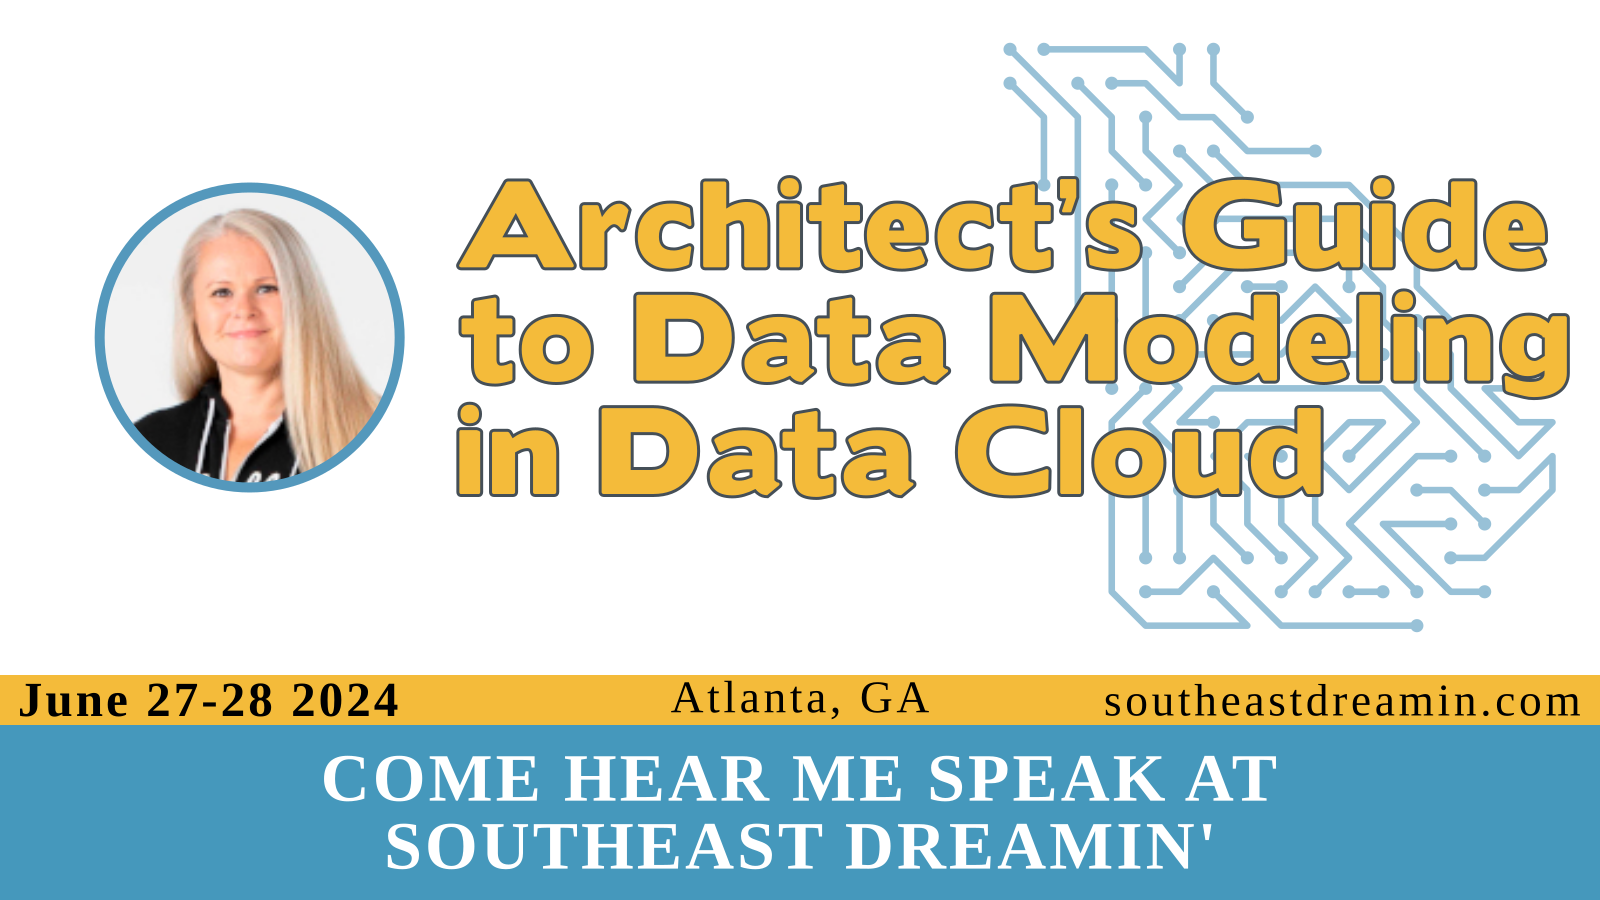 Architect’s Guide
to Data Modeling
in Data Cloud
June 27-28 2024
Atlanta, GA
southeastdreamin.com
COME HEAR ME SPEAK AT
SOUTHEAST DREAMIN'